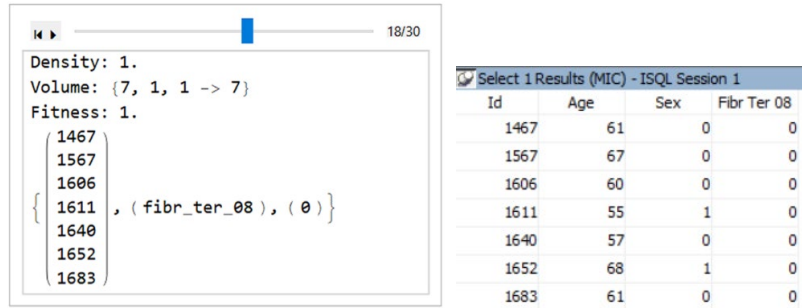 18/30
Density: 1.
Volume: {7, 1, 1 -> 7}
Fitness: 1.
1467
1567
1606
{ 1611 , ( fibr_ter_08 ), ( 0 ) }
1640
1652
1683
Select 1 Results (MIC) - ISQL Session 1
Id Age Sex Fibr Ter 08
1467 61 0 0
1567 67 0 0
1606 60 0 0
1611 55 1 0
1640 57 0 0
1652 68 1 0
1683 61 0 0